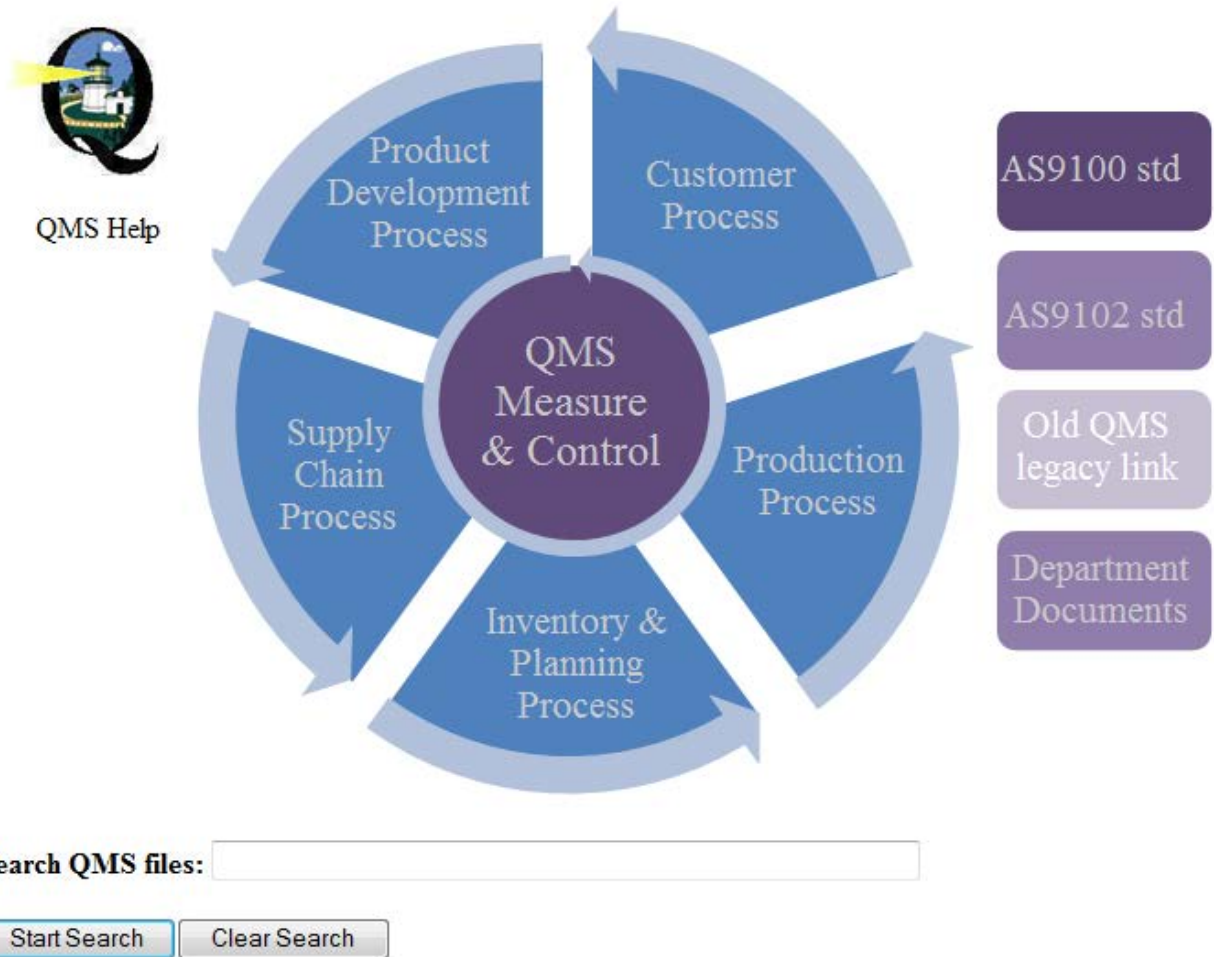 Q
QMS Help
Product
Development
Process
Customer
Process
Supply
Chain
Process
QMS
Measure
& Control
Production
Process
Inventory &
Planning
Process
AS9100 std
AS9102 std
Old QMS
legacy link
Department
Documents
earch QMS files:
Start Search
Clear Search